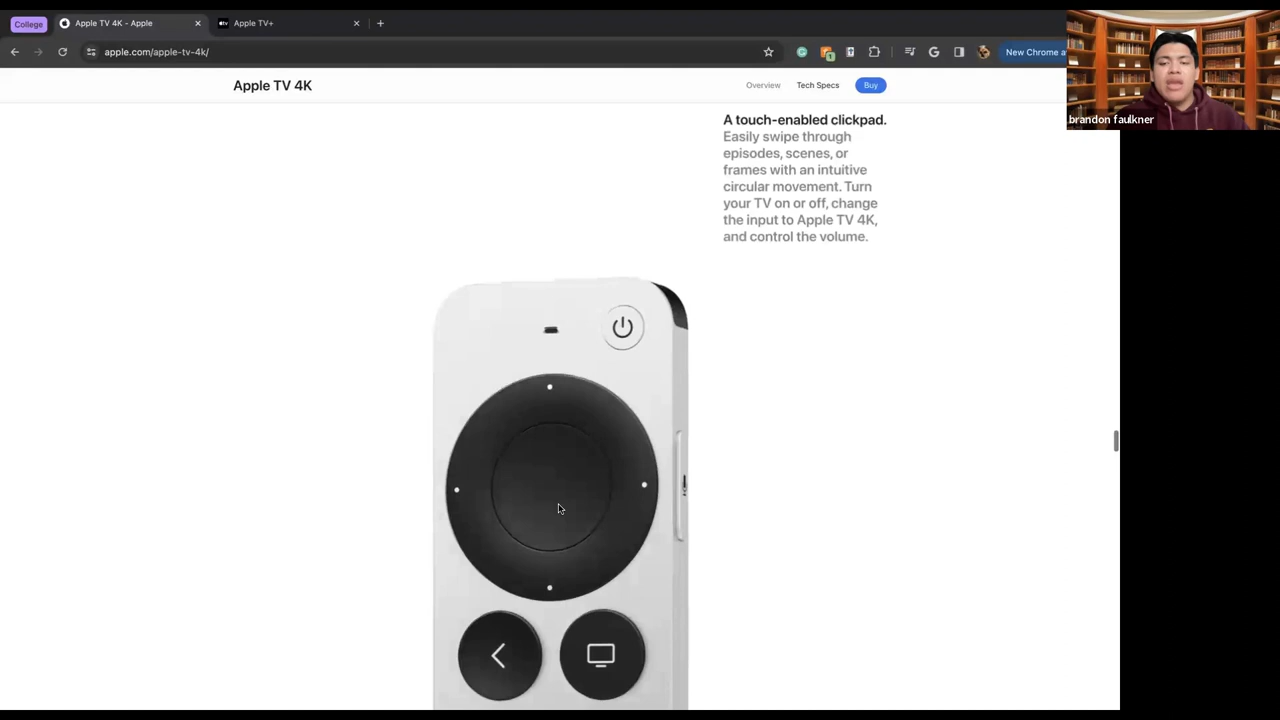 College
Apple TV 4K - Apple
Apple TV+
apple.com/apple-tv-4k/
New Chrome a
Apple TV 4K
Overview
Tech Specs
Buy
A touch-enabled clickpad.
Easily swipe through
episodes, scenes, or
frames with an intuitive
circular movement. Turn
your TV on or off, change
the input to Apple TV 4K,
and control the volume.
brandon faulkner